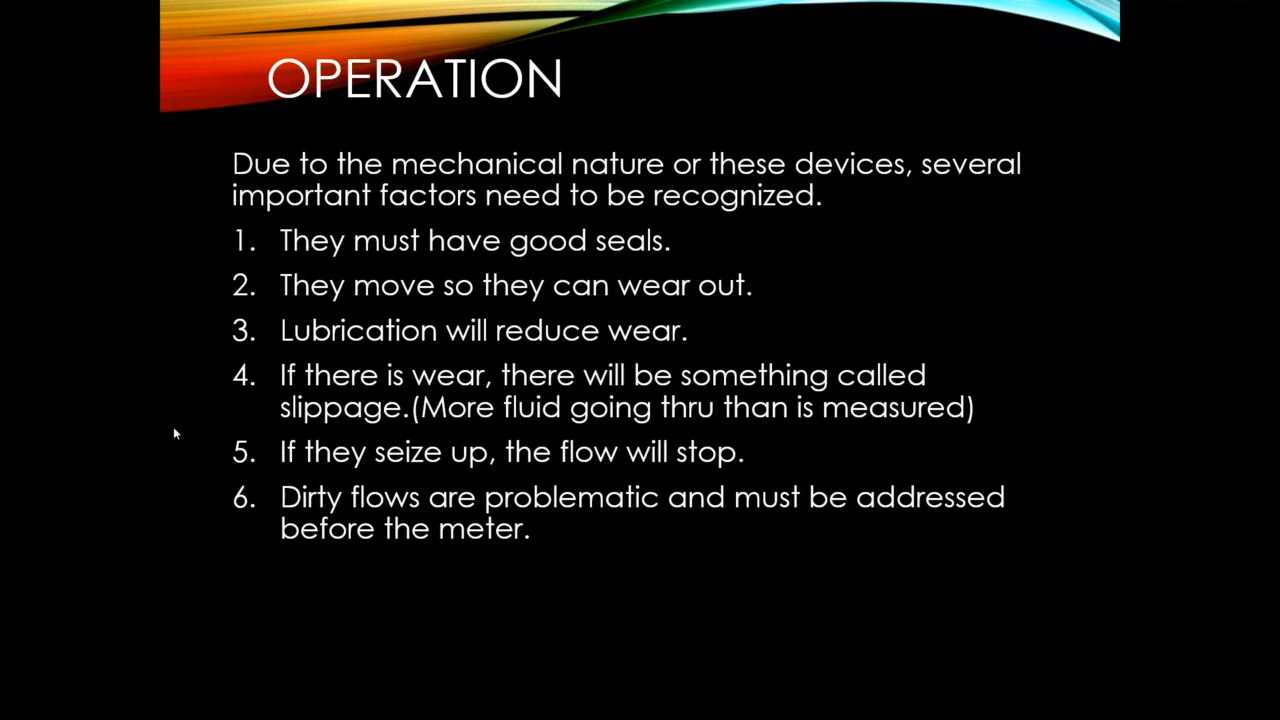 OPERATION
Due to the mechanical nature or these devices, several
important factors need to be recognized.
1. They must have good seals.
2. They move so they can wear out.
3. Lubrication will reduce wear.
4. If there is wear, there will be something called
slippage.(More fluid going thru than is measured)
5. If they seize up, the flow will stop.
6. Dirty flows are problematic and must be addressed
before the meter.